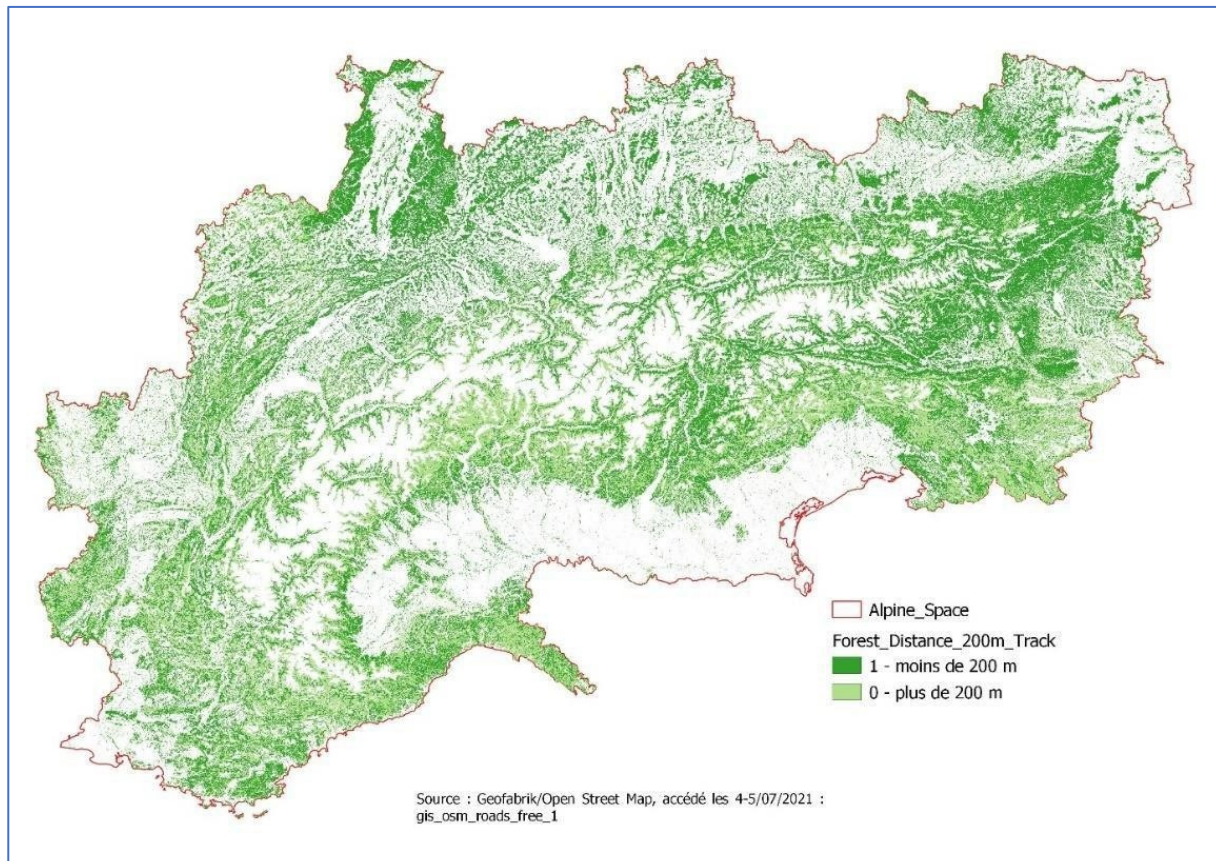 Alpine_Space
Forest_Distance_200m_Track
1 - moins de 200 m
0 - plus de 200 m
Source : Geofabrik/Open Street Map, accédé les 4-5/07/2021 :
gis_osm_roads_free_1